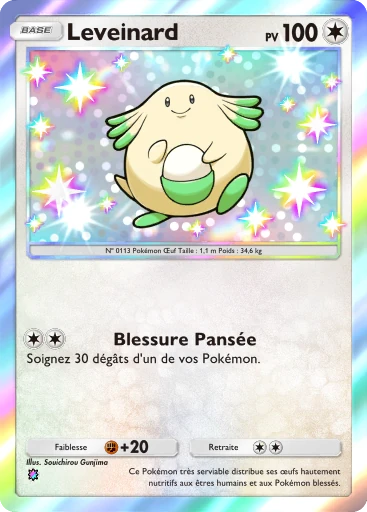 BASE
Leveinard
PV 100
N° 0113 Pokémon Œuf Taille : 1,1 m Poids : 34,6 kg
Blessure Pansée
Soignez 30 dégâts d'un de vos Pokémon.
Faiblesse +20
Retraite
Illus. Souichirou Gunjima
Ce Pokémon très serviable distribue ses œufs hautement
nutritifs aux êtres humains et aux Pokémon blessés.